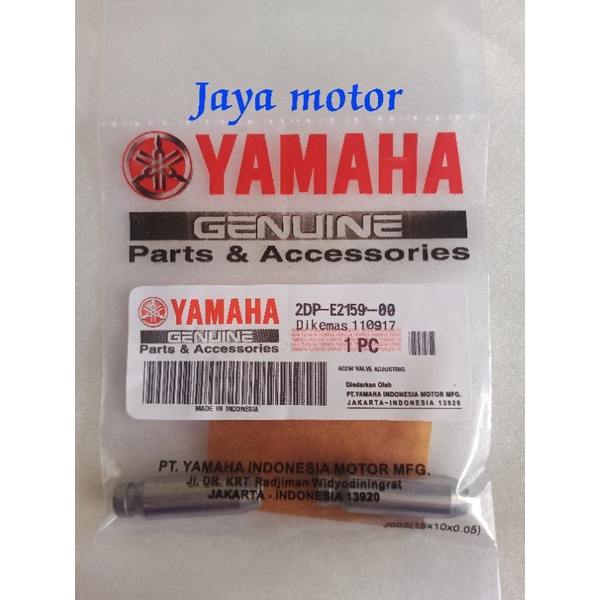 Jaya motor
YAMAHA
GENUINE
Parts & Accessories
YAMAHA
GENUINE
Parts & Accessories
MADE IN INDONESIA
2DP-E2159-00
Dikemas 110917
1 PC
SCEW VALVE ADJUSTING
Diedarkan Oleh
PT.YAMAHA INDONESIA MOTOR MFG.
JAKARTA-INDONESIA 13920
PT. YAMAHA INDONESIA MOTOR MFG.
Jl. DR. KRT. Radjiman Widyodiningrat
JAKARTA - INDONESIA 13920
(15x10x0.05)